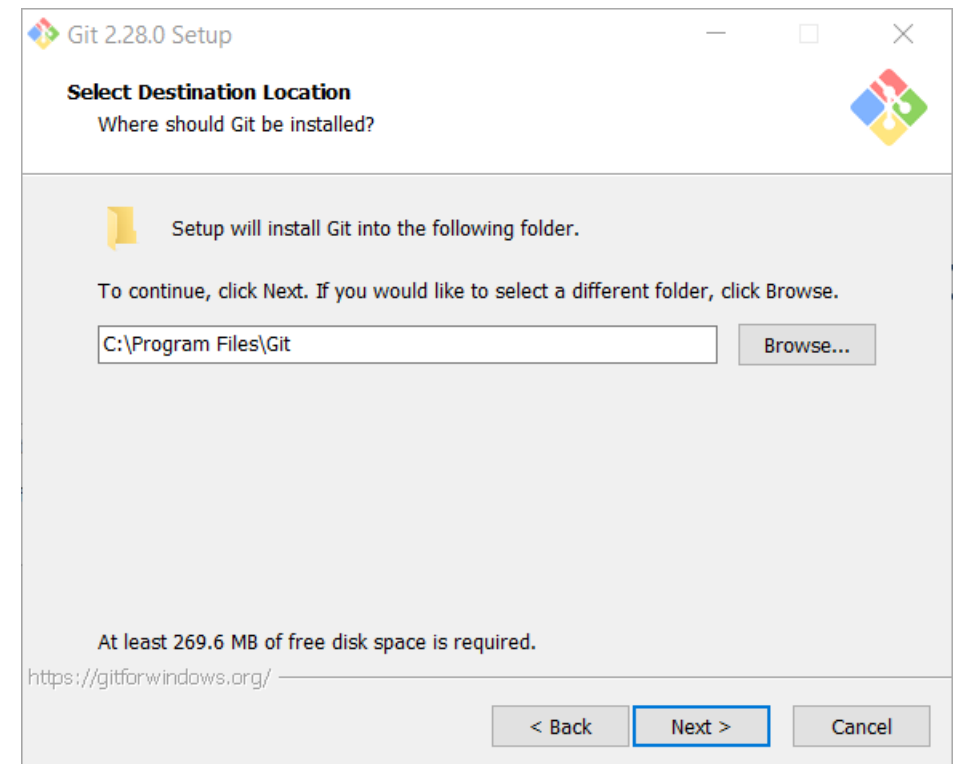 Git 2.28.0 Setup
Select Destination Location
Where should Git be installed?
Setup will install Git into the following folder.
To continue, click Next. If you would like to select a different folder, click Browse.
C:\Program Files\Git
Browse...
At least 269.6 MB of free disk space is required.
https://gitforwindows.org/
< Back
Next >
Cancel